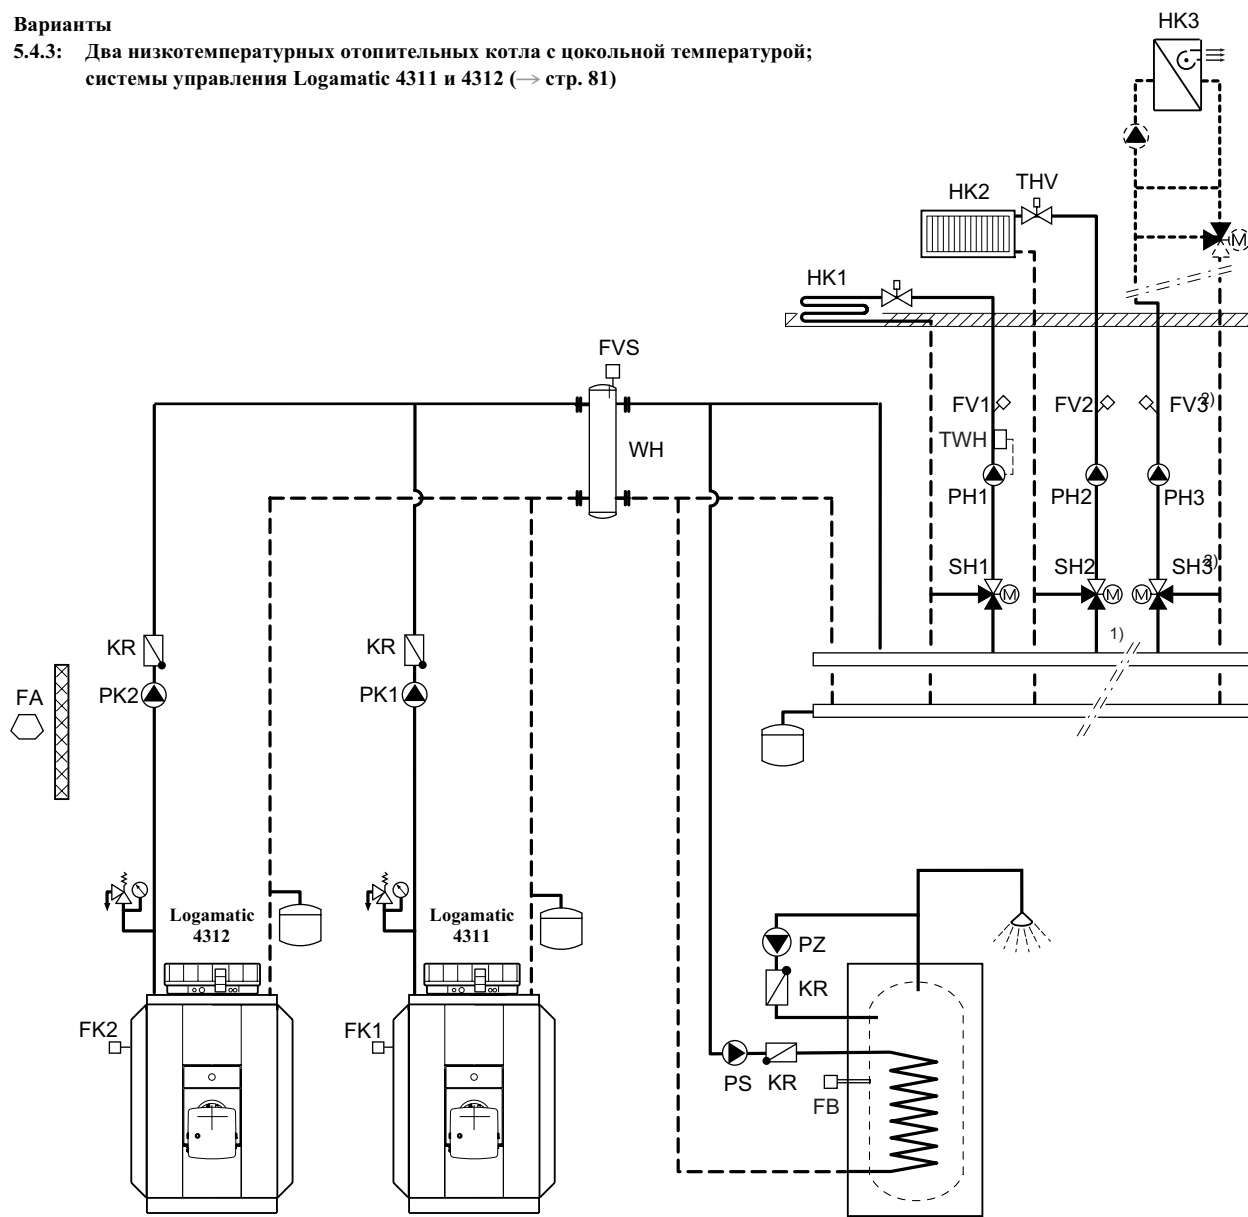 Варианты
5.4.3: Два низкотемпературных отопительных котла с цокольной температурой;
системы управления Logamatic 4311 и 4312 (→ стр. 81)
HK3
THV
HK2
M
HK1
FVS
FV1
FV2
FV3 2)
TWH
WH
PH1
PH2
PH3
SH1
SH2
SH3 2)
M
M
M
1)
KR
KR
FA
PK2
PK1
Logamatic
4312
Logamatic
4311
PZ
KR
FK2
FK1
PS
KR
FB